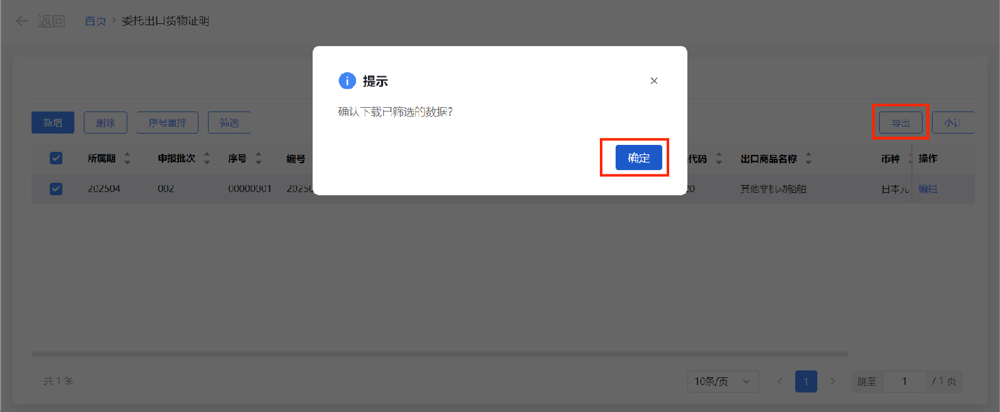 返回 首页 > 委托出口货物证明
提示
确认下载已筛选的数据?
确定
新增 删除 序号重排 筛选 导出 小计
所属期 申报批次 序号 编号 代码 出口商品名称 币种 操作
202504 002 00000001 2025 20 其他非机动船舶 日本元 编辑
共 1 条 10条/页 1 跳至 1 / 1 页